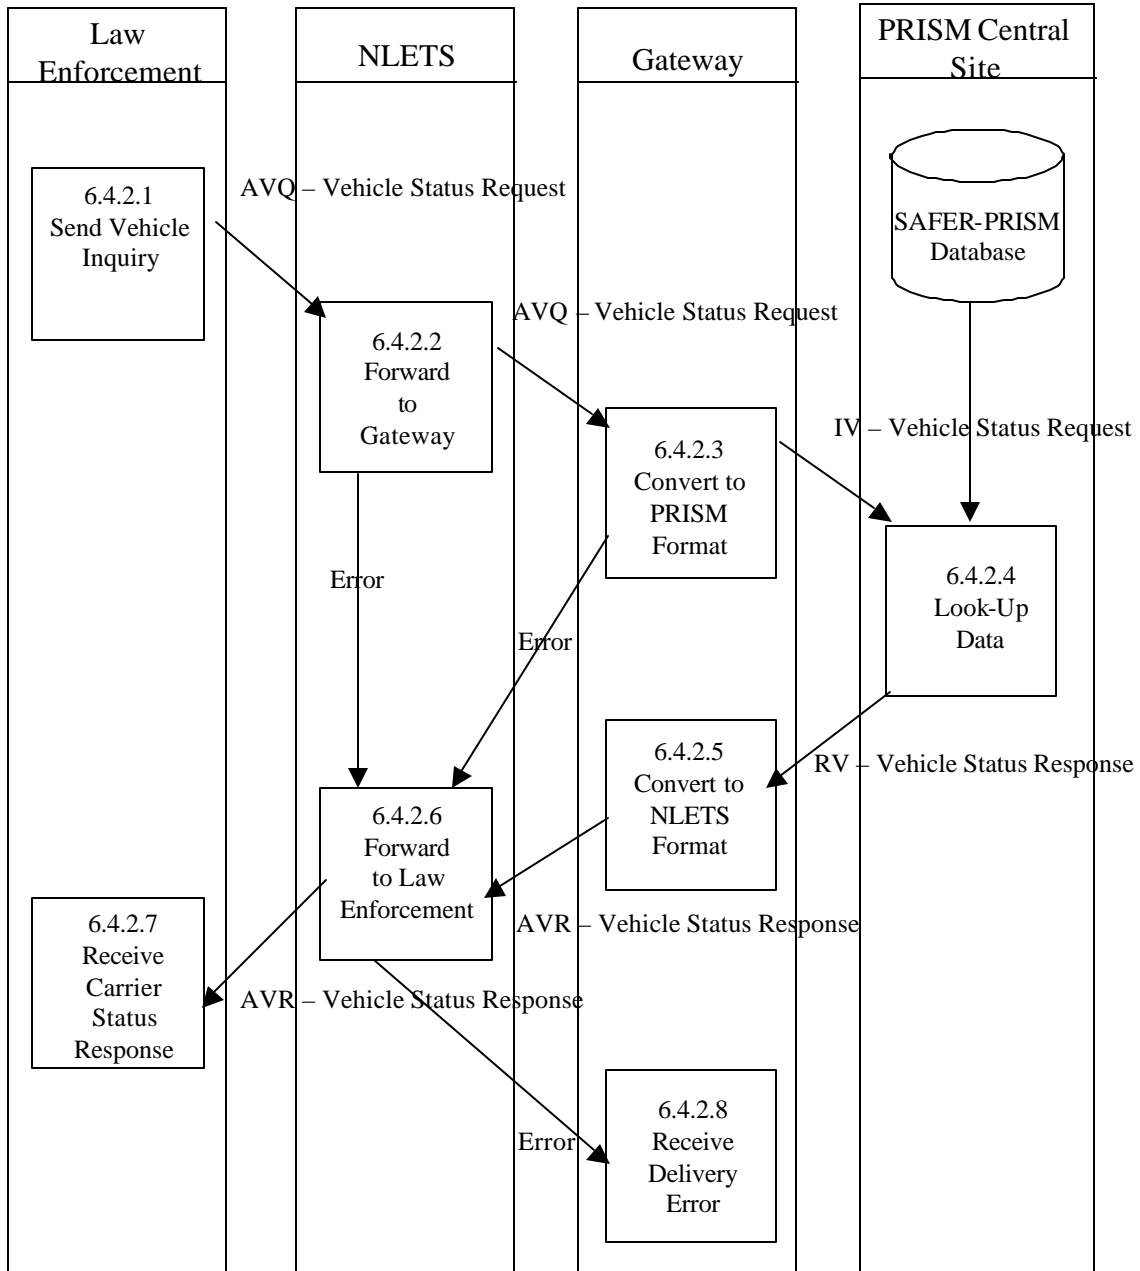 Law
Enforcement
NLETS
Gateway
PRISM Central
Site
6.4.2.1
Send Vehicle
Inquiry
AVQ – Vehicle Status Request
SAFER-PRISM
Database
6.4.2.2
Forward
to
Gateway
AVQ – Vehicle Status Request
6.4.2.3
Convert to
PRISM
Format
IV – Vehicle Status Request
6.4.2.4
Look-Up
Data
Error
Error
6.4.2.5
Convert to
NLETS
Format
RV – Vehicle Status Response
6.4.2.6
Forward
to Law
Enforcement
AVR – Vehicle Status Response
6.4.2.7
Receive
Carrier
Status
Response
AVR – Vehicle Status Response
Error
6.4.2.8
Receive
Delivery
Error